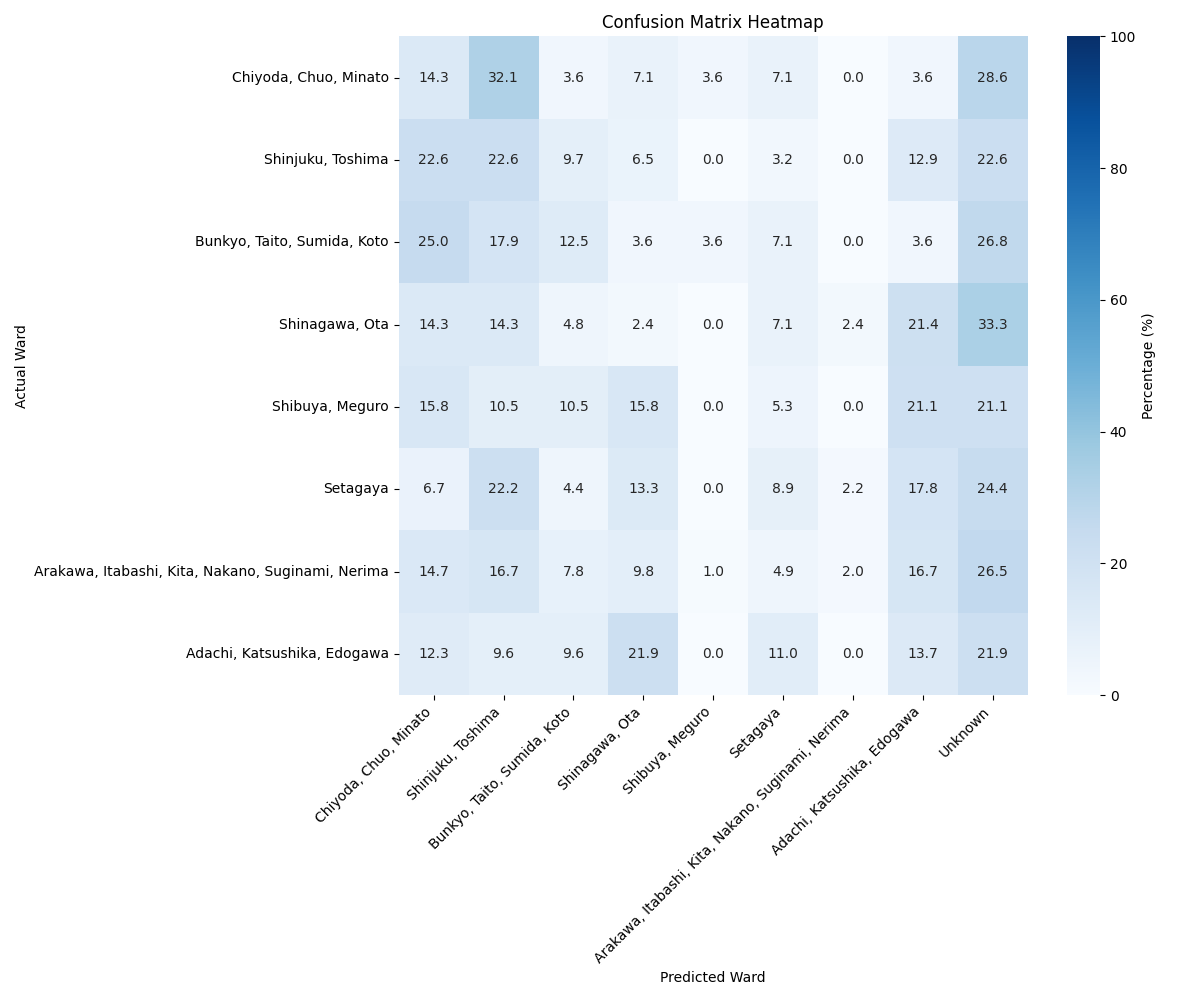 Confusion Matrix Heatmap
Chiyoda, Chuo, Minato 14.3 32.1 3.6 7.1 3.6 7.1 0.0 3.6 28.6
Shinjuku, Toshima 22.6 22.6 9.7 6.5 0.0 3.2 0.0 12.9 22.6
Bunkyo, Taito, Sumida, Koto 25.0 17.9 12.5 3.6 3.6 7.1 0.0 3.6 26.8
Shinagawa, Ota 14.3 14.3 4.8 2.4 0.0 7.1 2.4 21.4 33.3
Shibuya, Meguro 15.8 10.5 10.5 15.8 0.0 5.3 0.0 21.1 21.1
Setagaya 6.7 22.2 4.4 13.3 0.0 8.9 2.2 17.8 24.4
Arakawa, Itabashi, Kita, Nakano, Suginami, Nerima 14.7 16.7 7.8 9.8 1.0 4.9 2.0 16.7 26.5
Adachi, Katsushika, Edogawa 12.3 9.6 9.6 21.9 0.0 11.0 0.0 13.7 21.9
Actual Ward
Chiyoda, Chuo, Minato
Shinjuku, Toshima
Bunkyo, Taito, Sumida, Koto
Shinagawa, Ota
Shibuya, Meguro
Setagaya
Arakawa, Itabashi, Kita, Nakano, Suginami, Nerima
Adachi, Katsushika, Edogawa
Unknown
Predicted Ward
100
80
60
40
20
0
Percentage (%)